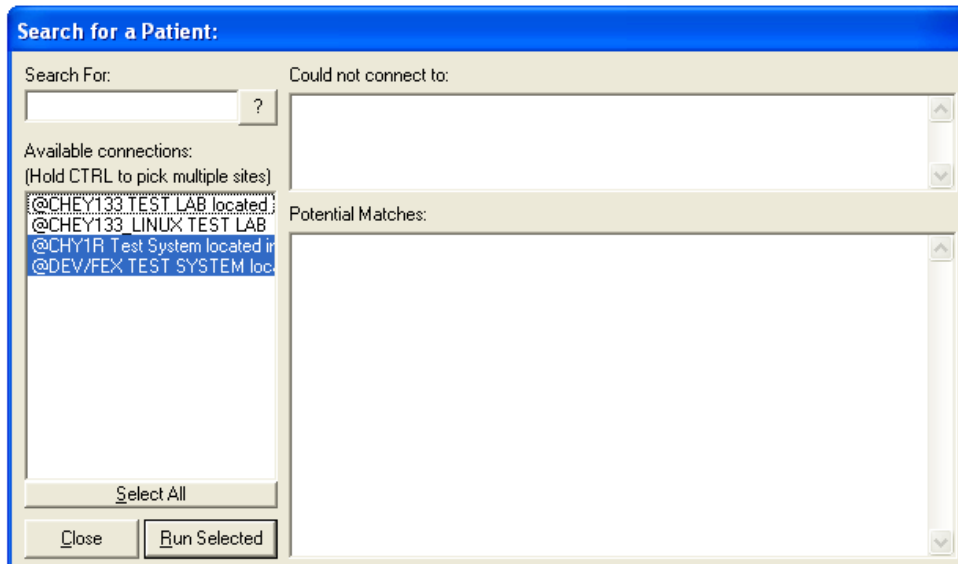 Search for a Patient:
Search For:
?
Available connections:
(Hold CTRL to pick multiple sites)
@CHEY133 TEST LAB located
@CHEY133_LINUX TEST LAB
@CHY1R Test System located in
@DEV/FEX TEST SYSTEM loc
Select All
Close
Run Selected
Could not connect to:
Potential Matches: